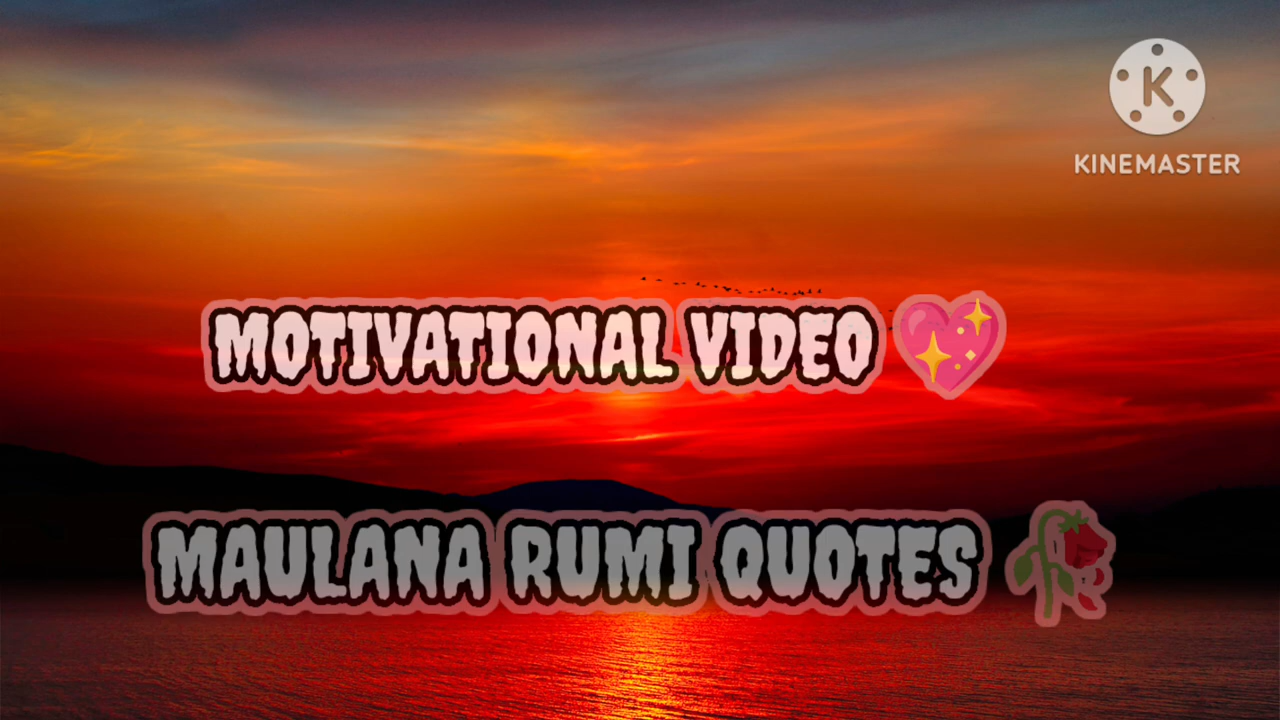 K
KINEMASTER
MOTIVATIONAL VIDEO 💖
MAULANA RUMI QUOTES 🥀